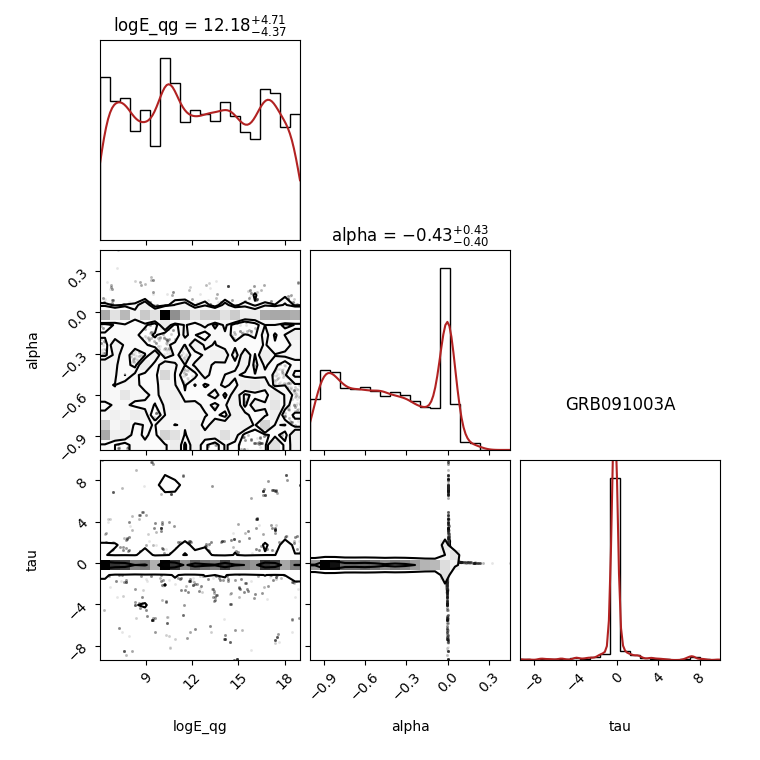 logE_qg = 12.18+4.71−4.37
alpha = −0.43+0.43−0.40
0.3
0.0
−0.3
−0.6
−0.9
alpha
GRB091003A
8
4
0
−4
−8
tau
9 12 15 18
−0.9 −0.6 −0.3 0.0 0.3
−8 −4 0 4 8
logE_qg alpha tau